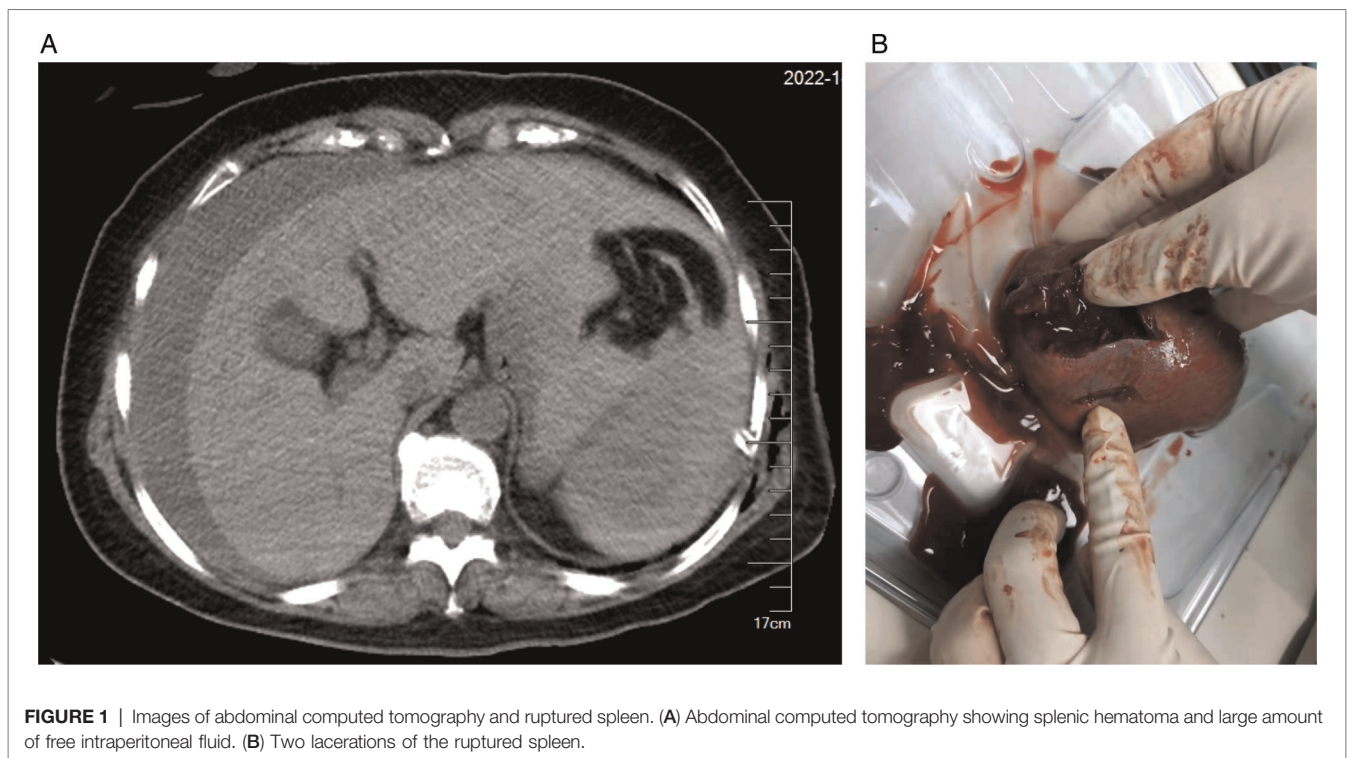 A
B
2022-1
17cm
FIGURE 1 | Images of abdominal computed tomography and ruptured spleen. (A) Abdominal computed tomography showing splenic hematoma and large amount
of free intraperitoneal fluid. (B) Two lacerations of the ruptured spleen.